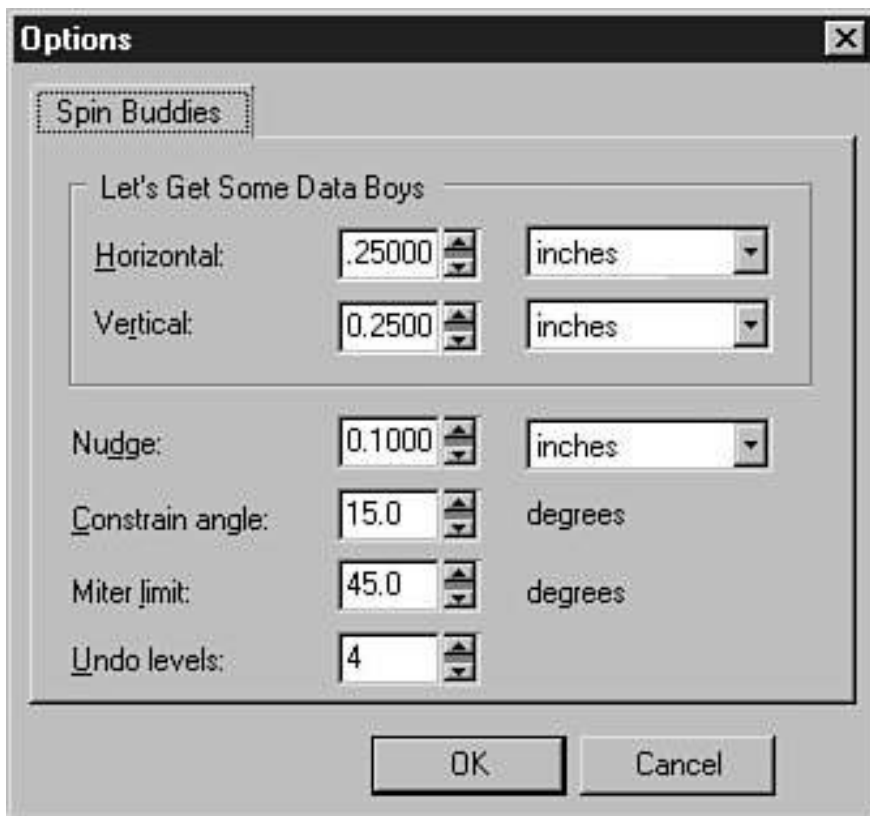 Options
Spin Buddies
Let's Get Some Data Boys
Horizontal: .25000 inches
Vertical: 0.2500 inches
Nudge: 0.1000 inches
Constrain angle: 15.0 degrees
Miter limit: 45.0 degrees
Undo levels: 4
OK Cancel